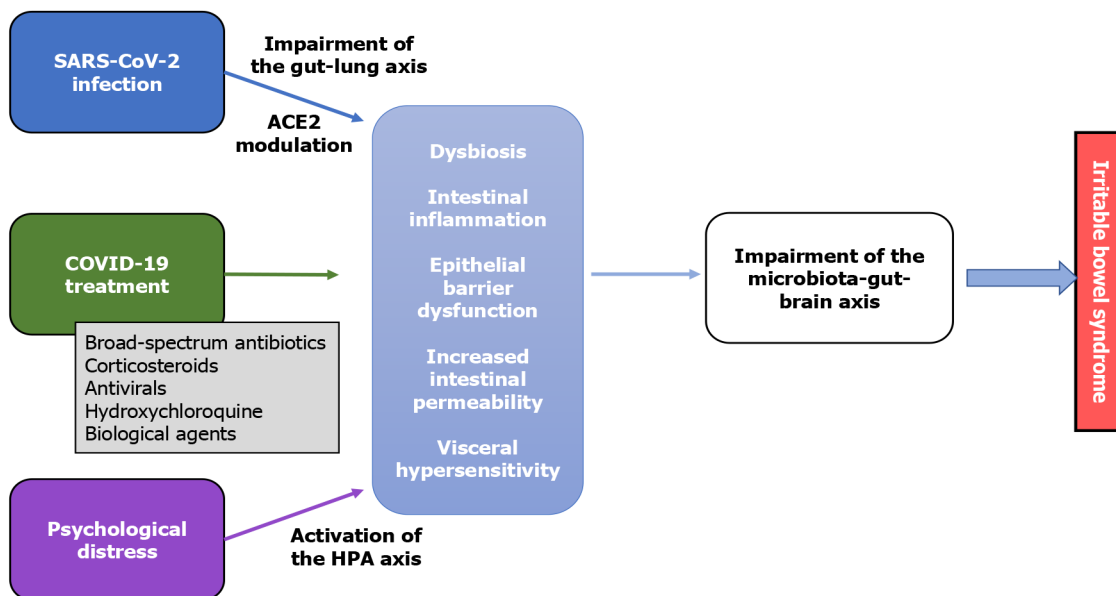 SARS-CoV-2
infection
Impairment of
the gut-lung axis
ACE2
modulation
COVID-19
treatment
Broad-spectrum antibiotics
Corticosteroids
Antivirals
Hydroxychloroquine
Biological agents
Psychological
distress
Activation of
the HPA axis
Dysbiosis
Intestinal
inflammation
Epithelial
barrier
dysfunction
Increased
intestinal
permeability
Visceral
hypersensitivity
Impairment of the
microbiota-gut-
brain axis
Irritable bowel syndrome